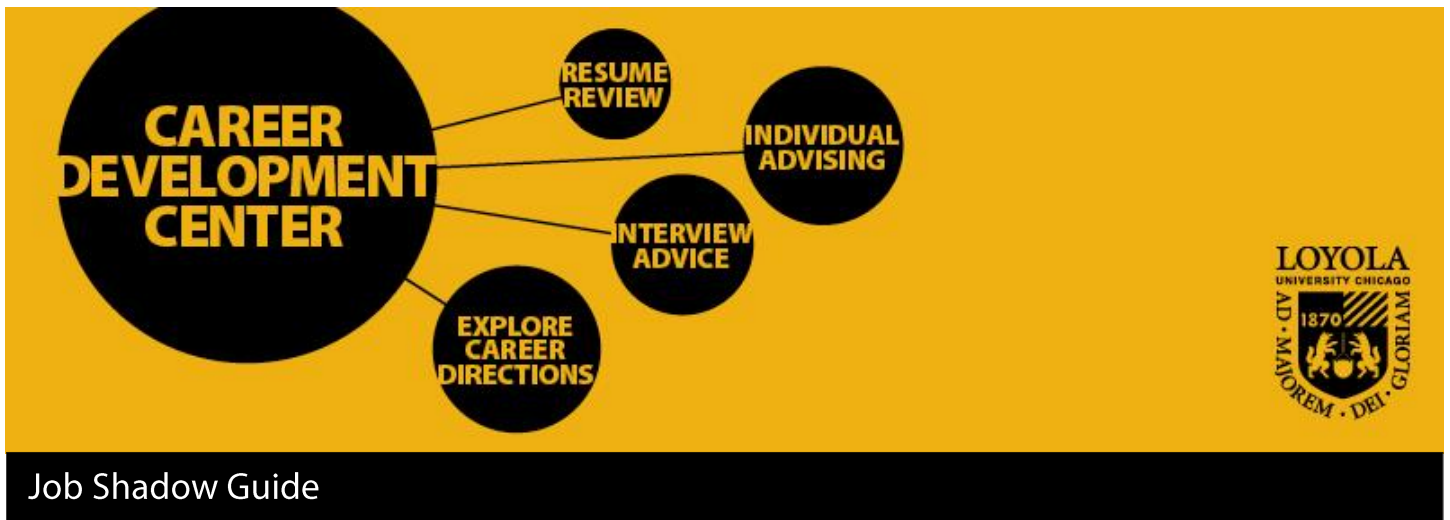 CAREER
DEVELOPMENT
CENTER
RESUME
REVIEW
INDIVIDUAL
ADVISING
INTERVIEW
ADVICE
EXPLORE
CAREER
DIRECTIONS
LOYOLA
UNIVERSITY CHICAGO
1870
AD · MAJOREM · DEI · GLORIAM
Job Shadow Guide